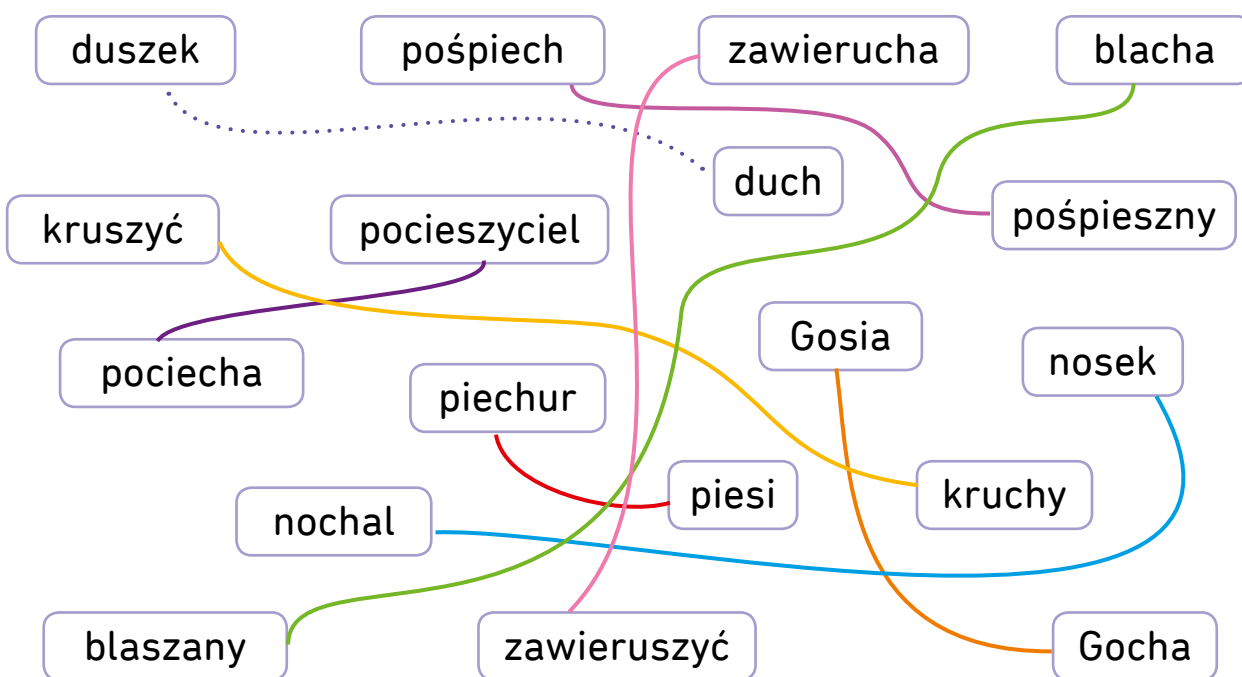 duszek
pośpiech
zawierucha
blacha
duch
pośpieszny
kruszyć
pocieszyciel
Gosia
nosek
pociecha
piechur
piesi
kruchy
nochal
blaszany
zawieruszyć
Gocha